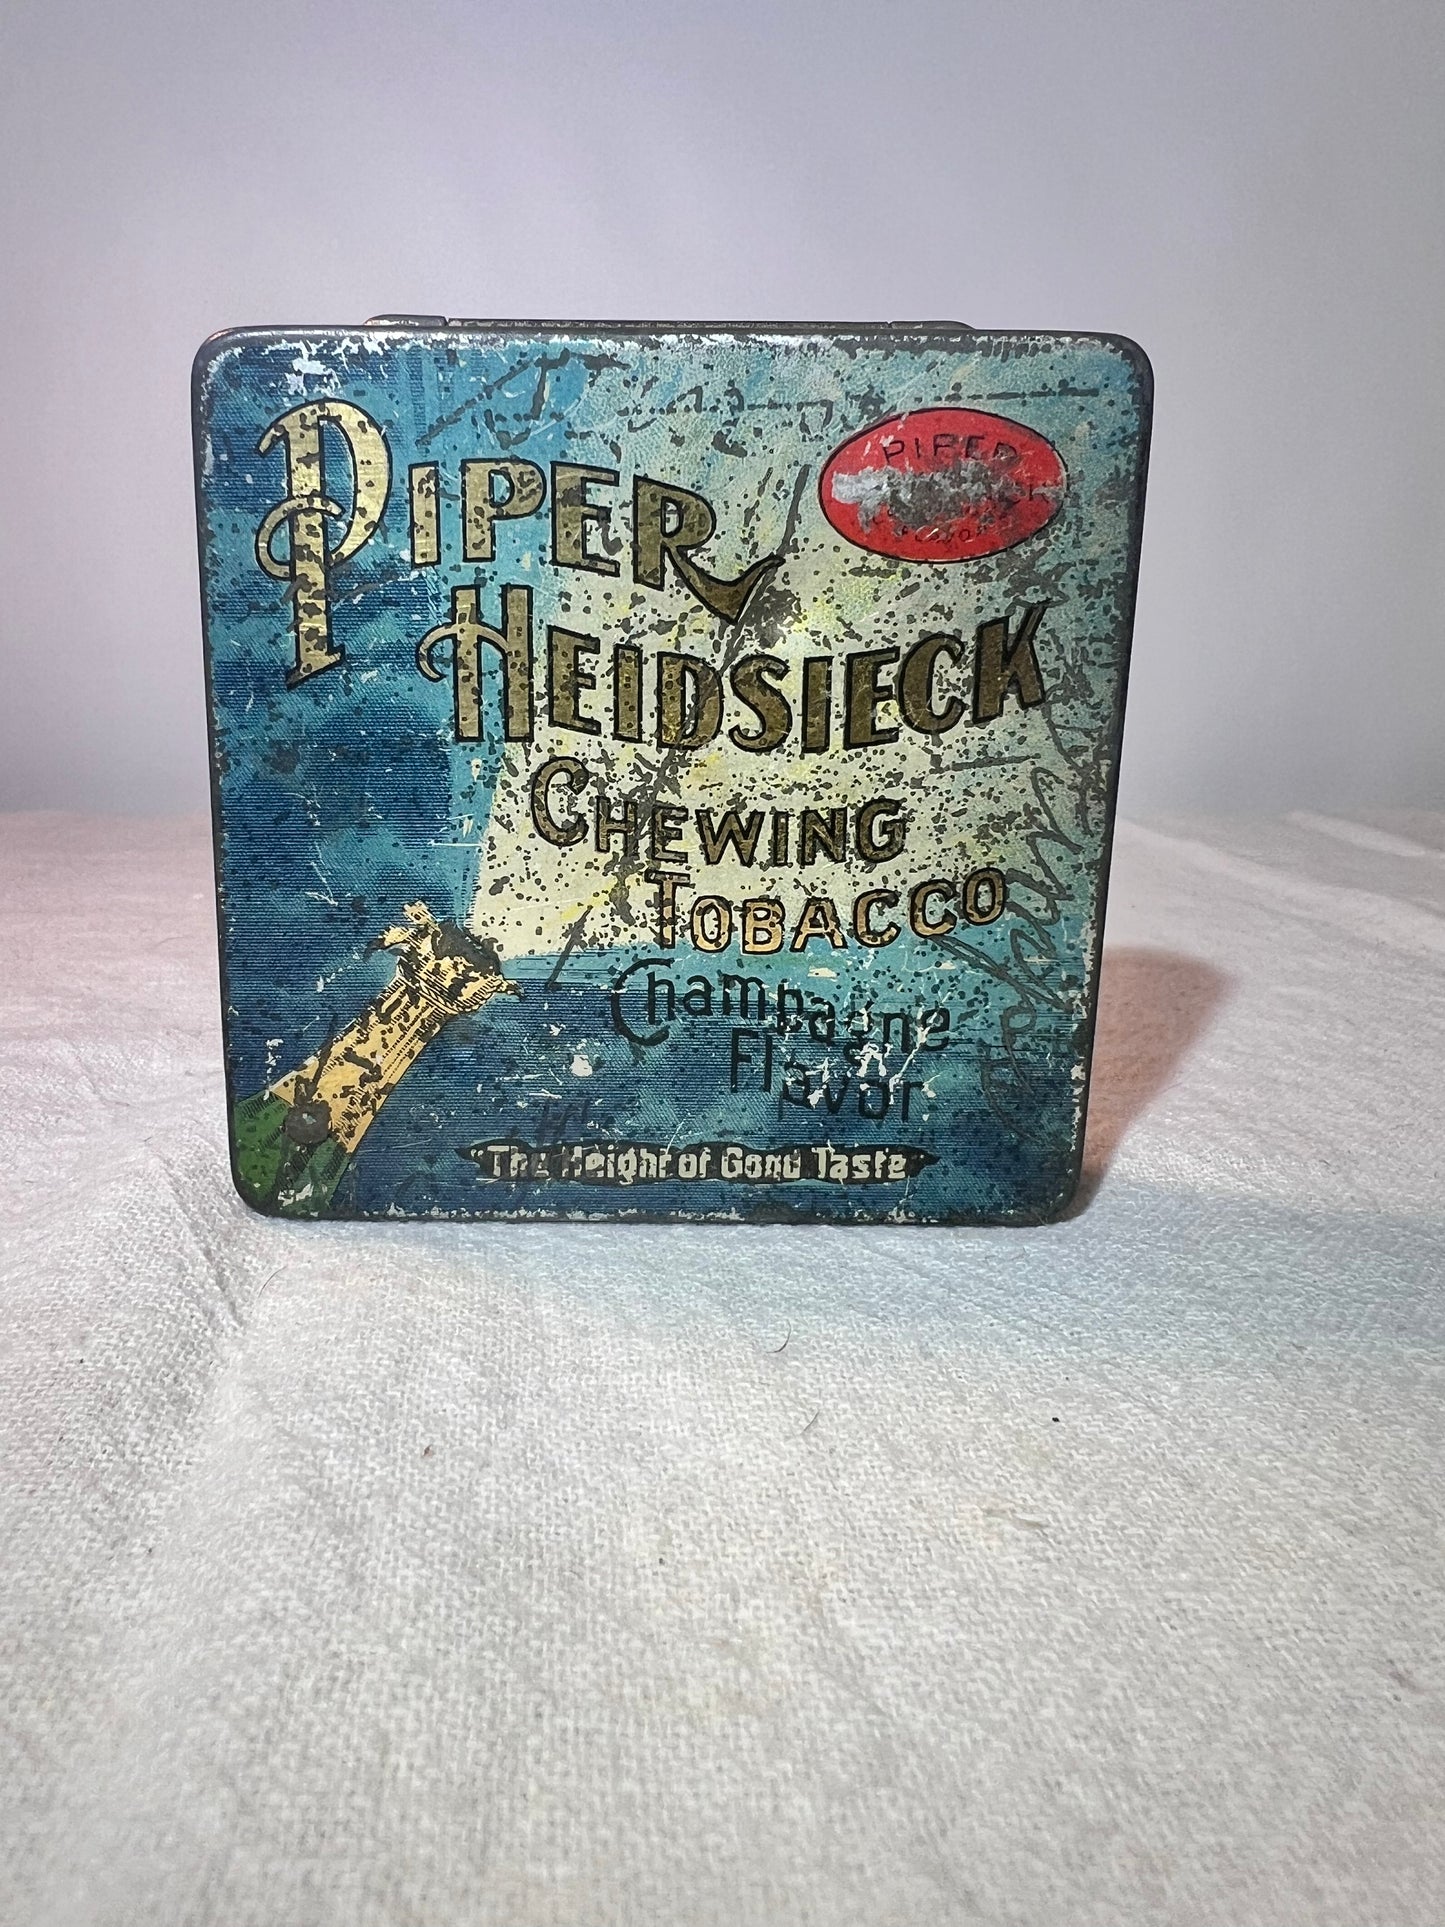 PIPER
HEIDSIECK
CHEWING
TOBACCO
Champagne
Flavor
"The Height of Good Taste"
PIPER